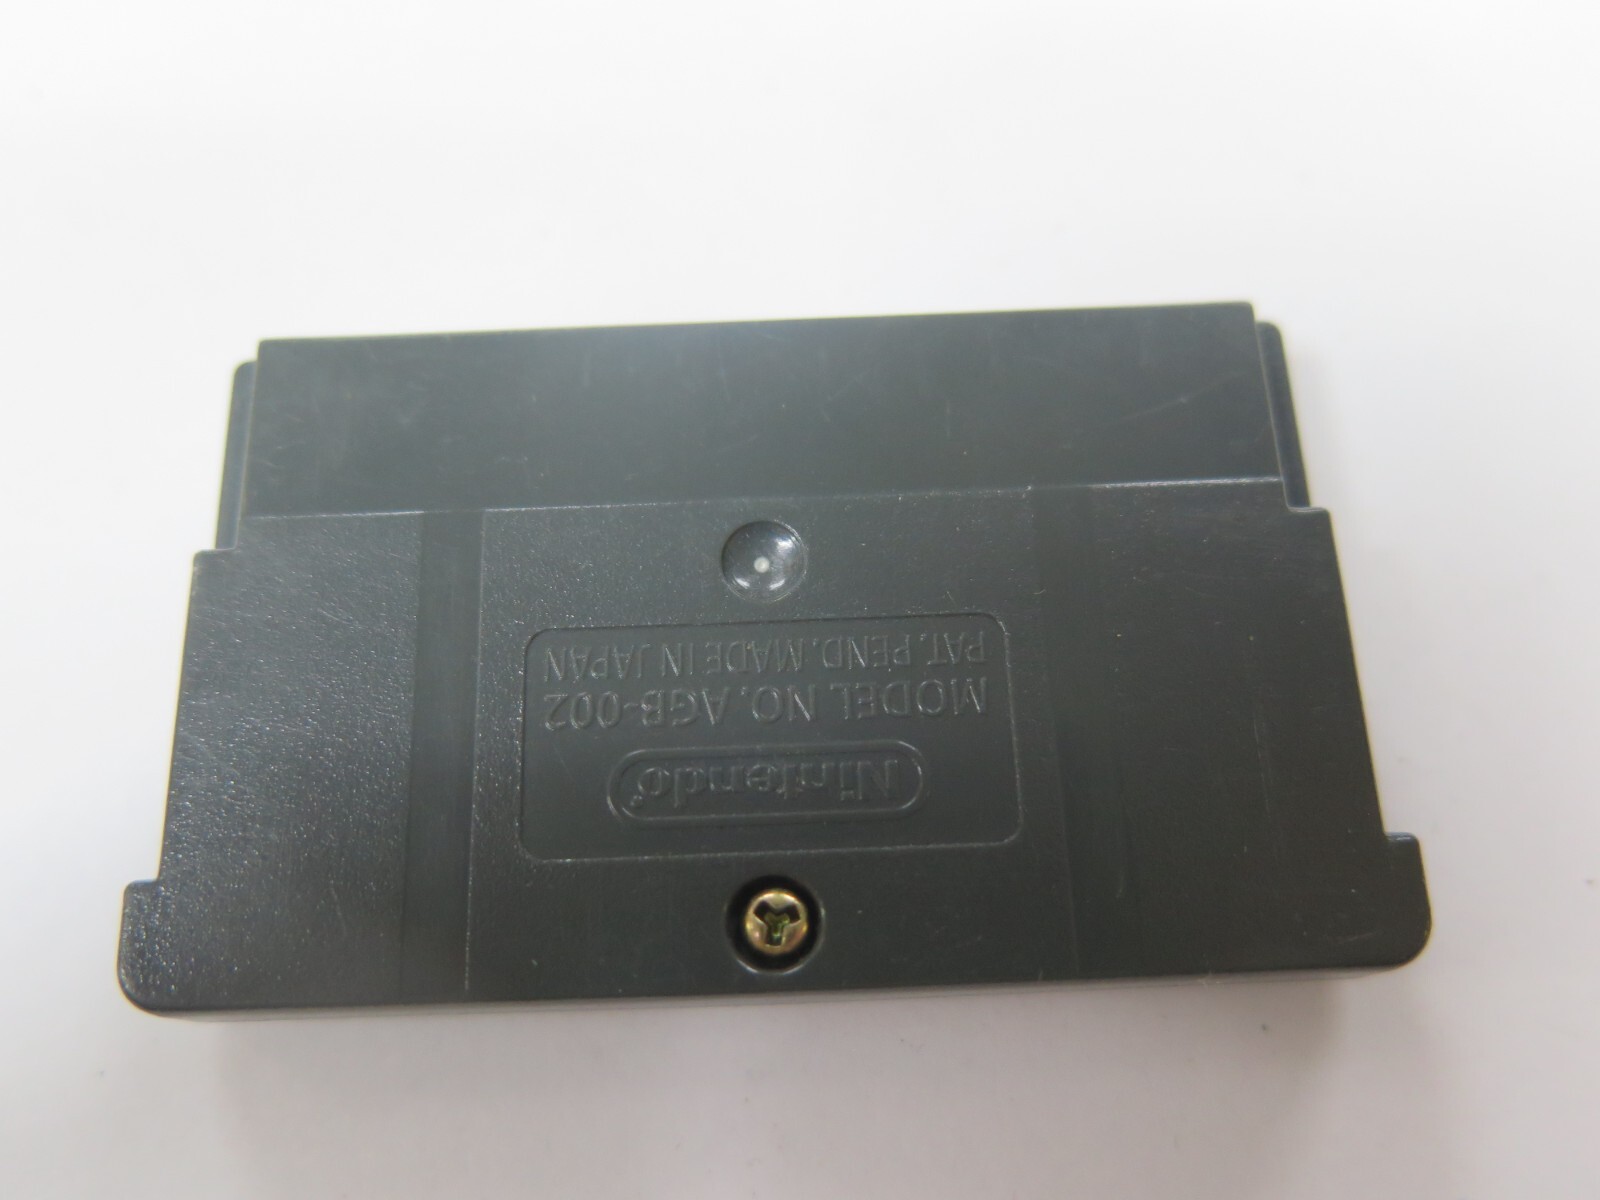 Nintendo®
MODEL NO. AGB-002
PAT. PEND. MADE IN JAPAN